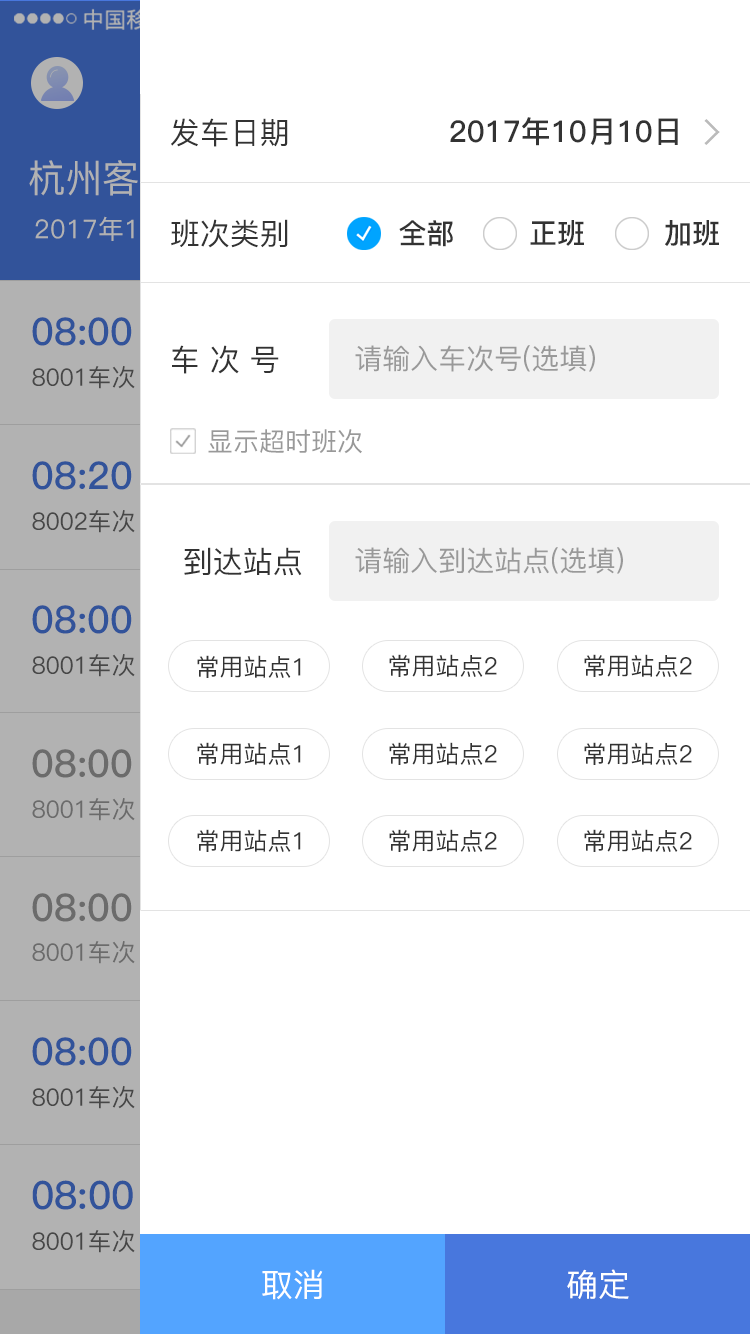 中国移
杭州客
2017年1
08:00
8001车次
08:20
8002车次
08:00
8001车次
08:00
8001车次
08:00
8001车次
08:00
8001车次
08:00
8001车次
发车日期 2017年10月10日
班次类别 全部 正班 加班
车次号 请输入车次号(选填)
显示超时班次
到达站点 请输入到达站点(选填)
常用站点1 常用站点2 常用站点2
常用站点1 常用站点2 常用站点2
常用站点1 常用站点2 常用站点2
取消 确定